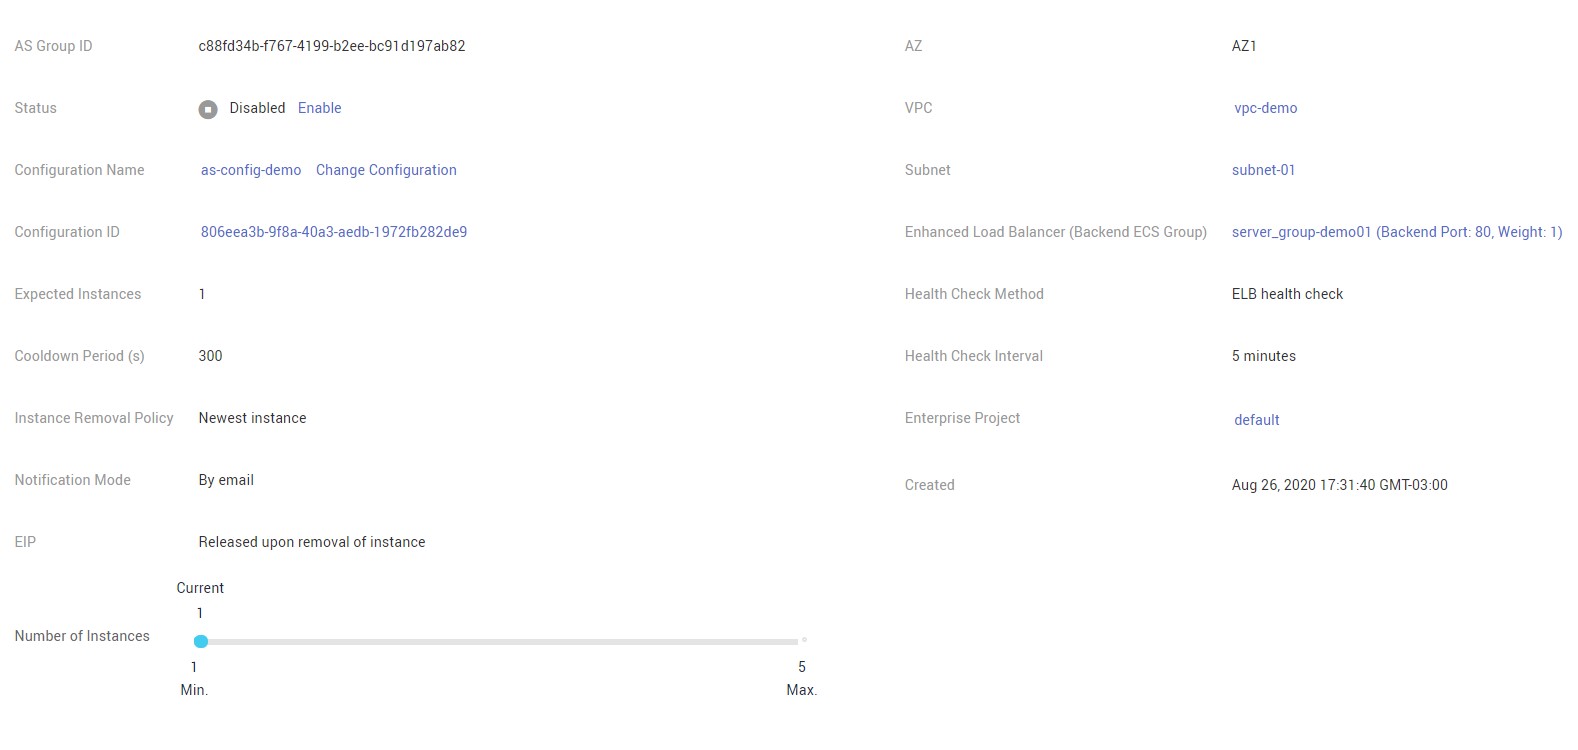 AS Group ID c88fd34b-f767-4199-b2ee-bc91d197ab82 AZ AZ1
Status Disabled Enable VPC vpc-demo
Configuration Name as-config-demo Change Configuration Subnet subnet-01
Configuration ID 806eea3b-9f8a-40a3-aedb-1972fb282de9 Enhanced Load Balancer (Backend ECS Group) server_group-demo01 (Backend Port: 80, Weight: 1)
Expected Instances 1 Health Check Method ELB health check
Cooldown Period (s) 300 Health Check Interval 5 minutes
Instance Removal Policy Newest instance Enterprise Project default
Notification Mode By email Created Aug 26, 2020 17:31:40 GMT-03:00
EIP Released upon removal of instance
Current
1
Number of Instances
1 5
Min. Max.